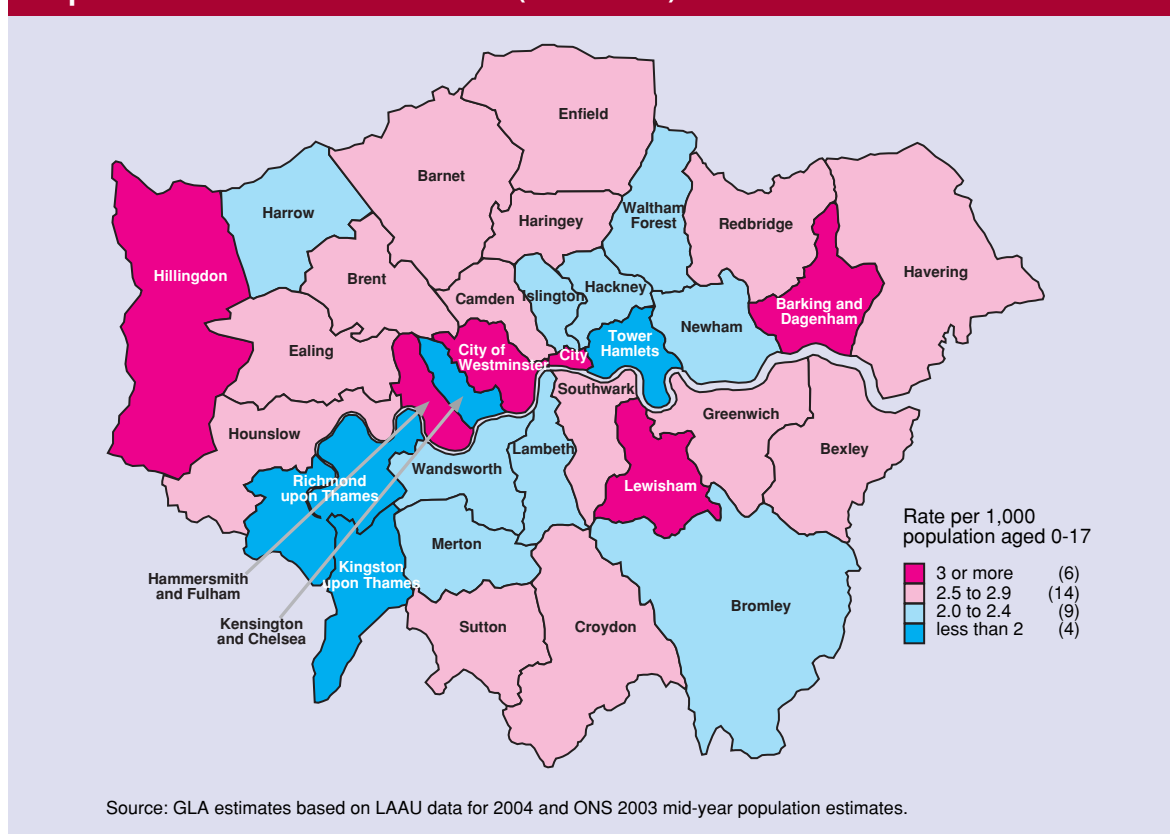 Enfield
Barnet
Haringey
Waltham
Forest
Redbridge
Harrow
Havering
Hillingdon
Brent
Camden
Islington
Hackney
Newham
Barking and
Dagenham
Ealing
City of
Westminster
City
Tower
Hamlets
Southwark
Greenwich
Hounslow
Bexley
Lambeth
Wandsworth
Richmond
upon Thames
Lewisham
Merton
Kingston
upon Thames
Hammersmith
and Fulham
Kensington
and Chelsea
Sutton
Croydon
Bromley
Rate per 1,000
population aged 0-17
3 or more (6)
2.5 to 2.9 (14)
2.0 to 2.4 (9)
less than 2 (4)
Source: GLA estimates based on LAAU data for 2004 and ONS 2003 mid-year population estimates.